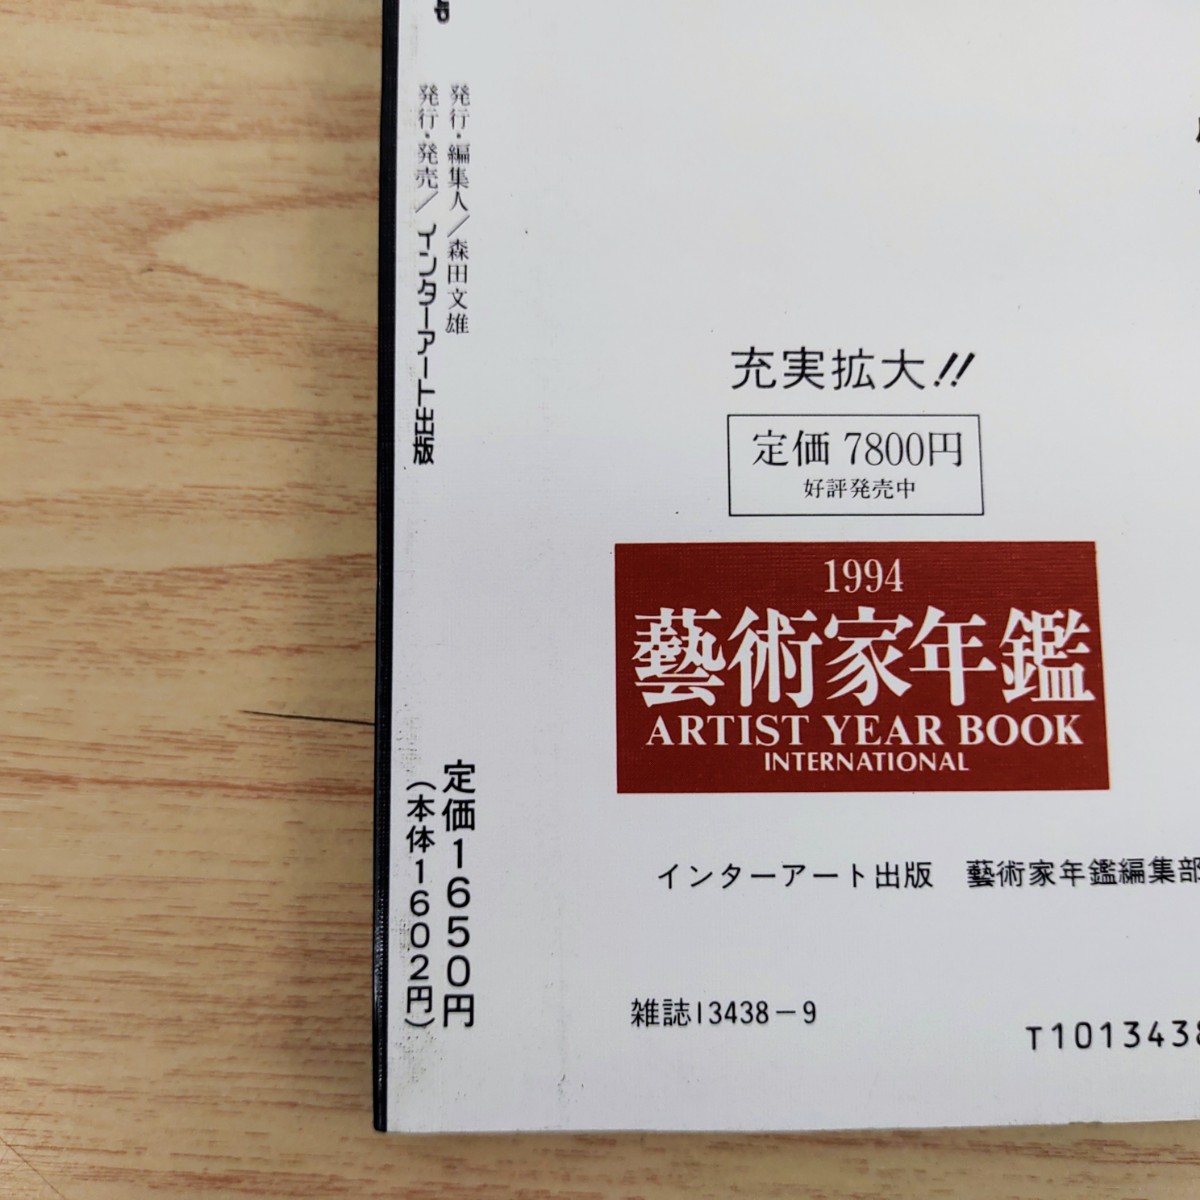 発行・編集人／森田文雄
発行・発売／インターアート出版
定価1650円
（本体1602円）
充実拡大!!
定価 7800円
好評発売中
1994
藝術家年鑑
ARTIST YEAR BOOK
INTERNATIONAL
インターアート出版　藝術家年鑑編集部
雑誌13438－9
T1013438